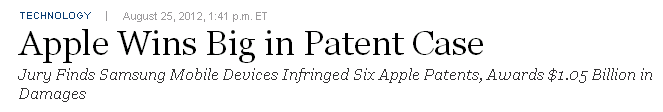 TECHNOLOGY | August 25, 2012, 1:41 p.m. ET
Apple Wins Big in Patent Case
Jury Finds Samsung Mobile Devices Infringed Six Apple Patents, Awards $1.05 Billion in
Damages